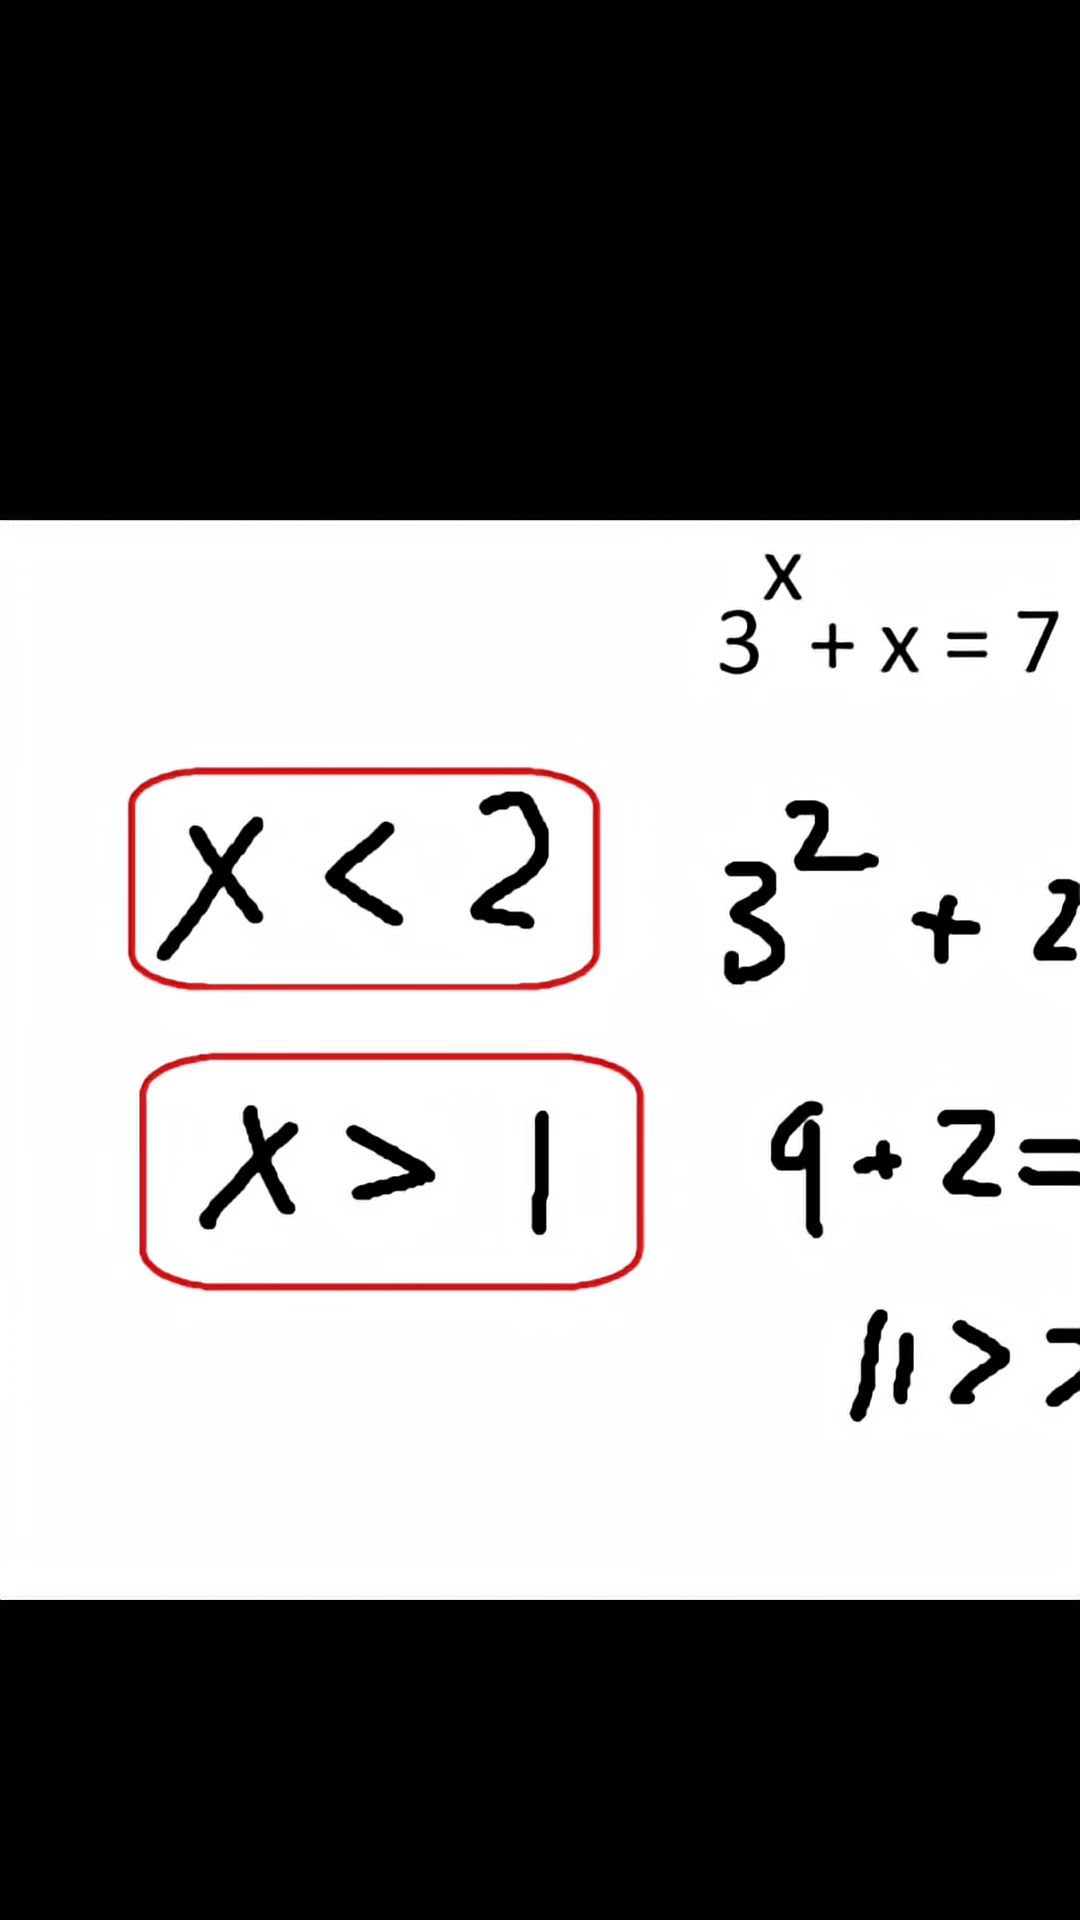 3^x + x = 7
x < 2
3^2 + 2
x > 1
9 + 2 =
11 >